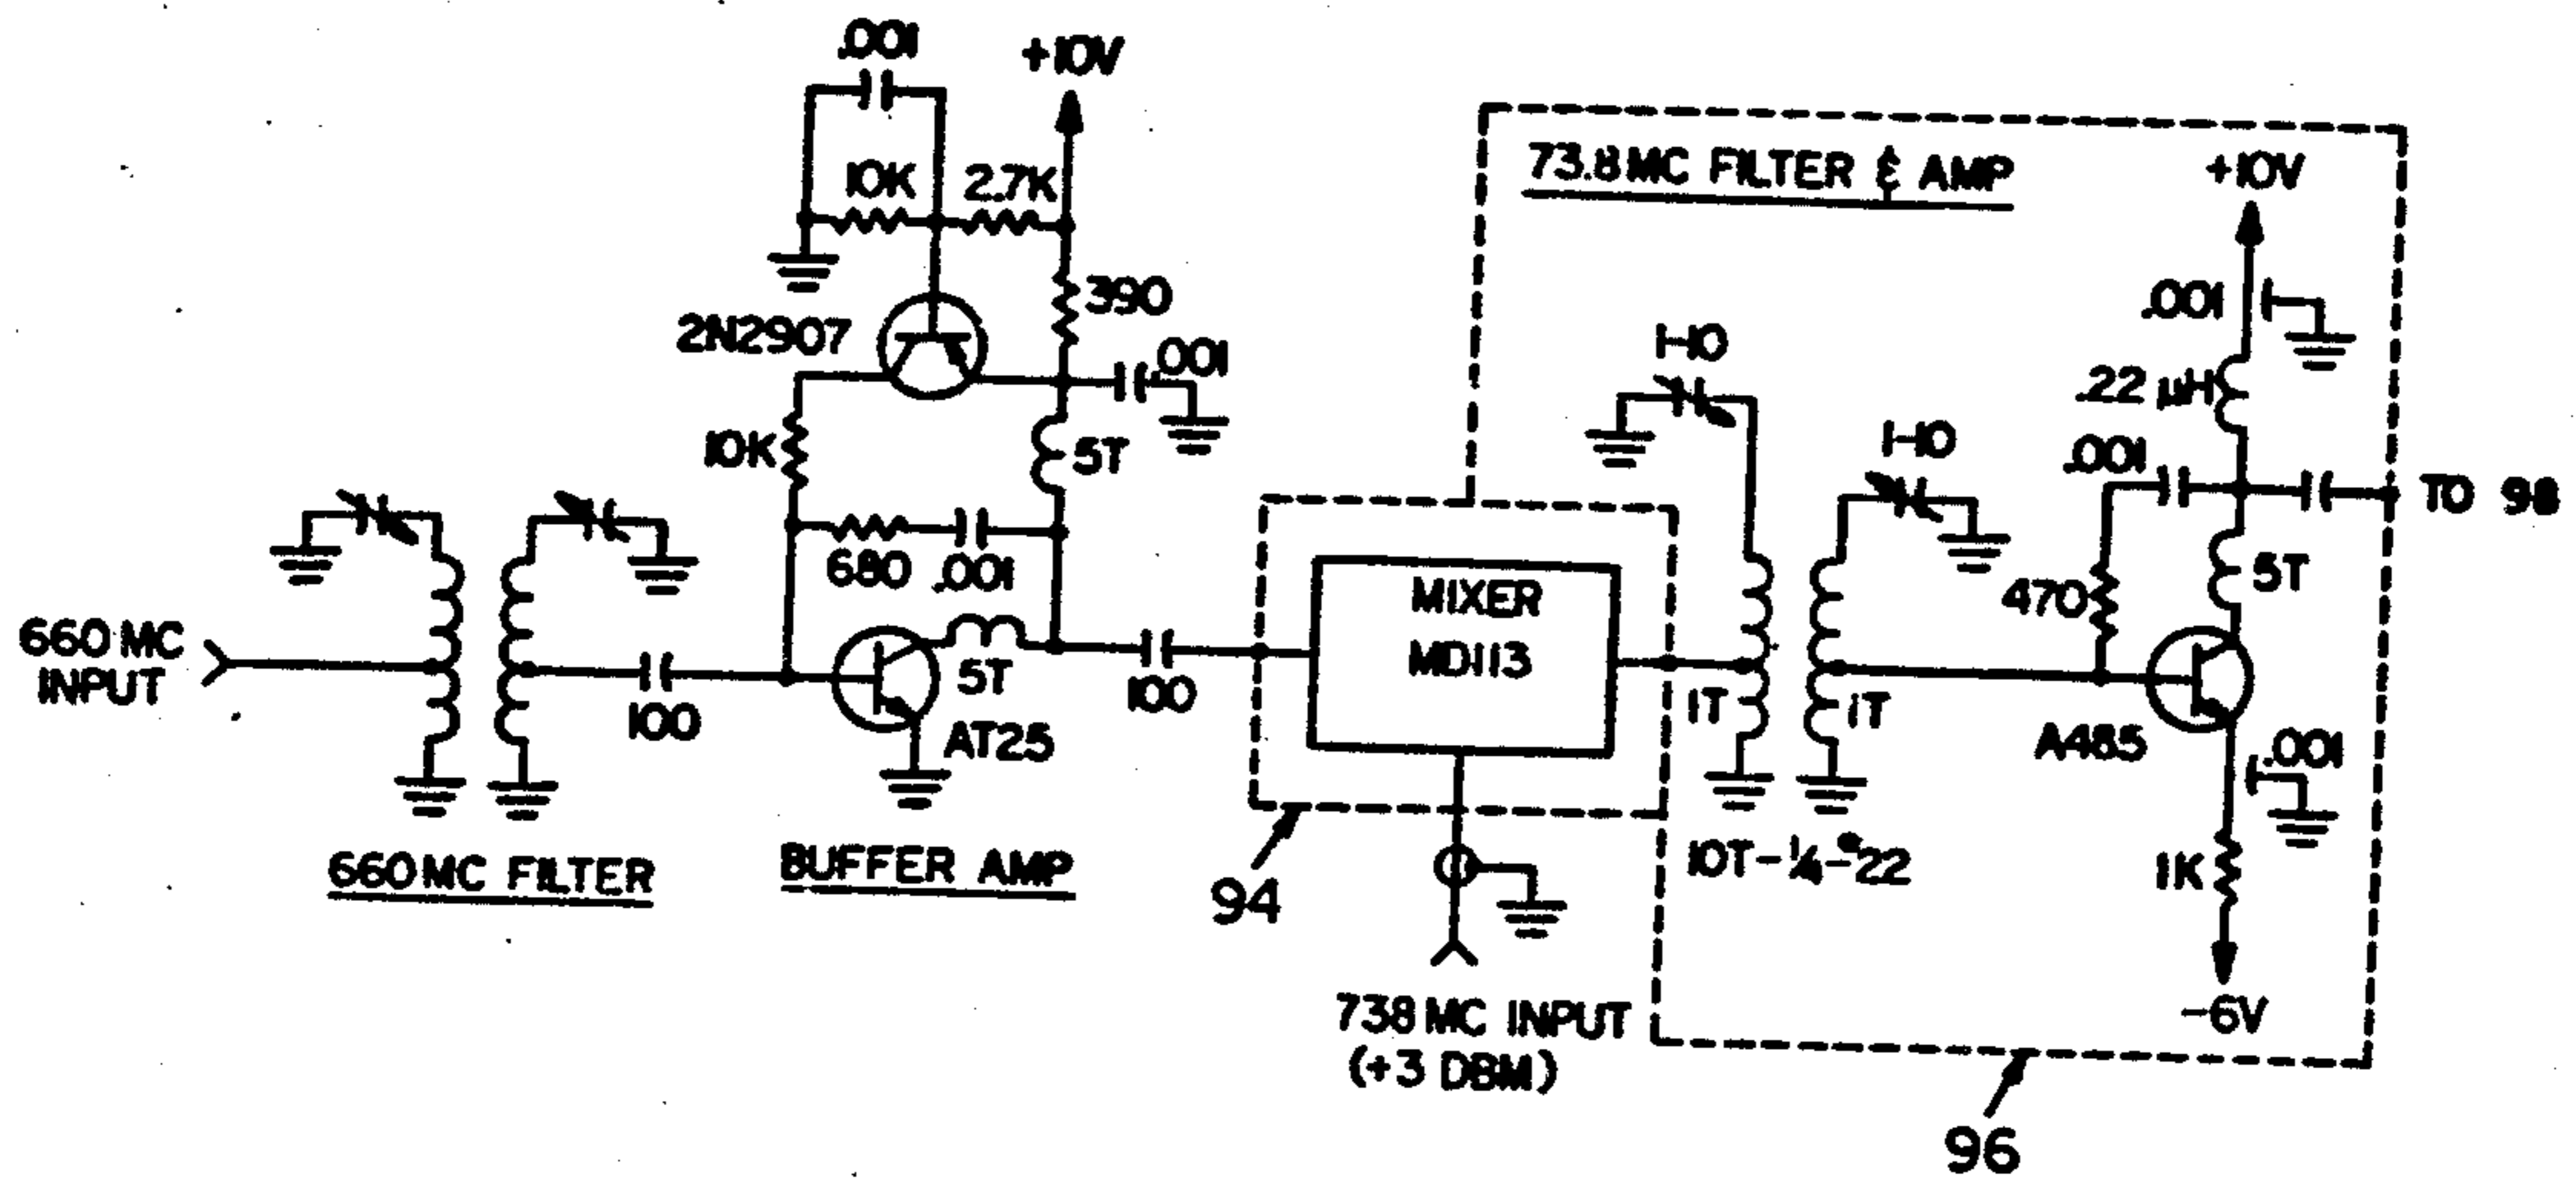 .001
+10V
10K
2.7K
390
2N2907
.001
10K
5T
680
.001
660 MC
INPUT
100
5T
AT25
100
660 MC FILTER
BUFFER AMP
94
MIXER
MD113
738 MC INPUT
(+3 DBM)
73.8 MC FILTER & AMP
+10V
.001
1-10
.22 µH
1-10
.001
TO 98
470
5T
1T
1T
A485
.001
10T-1/4-#22
1K
-6V
96